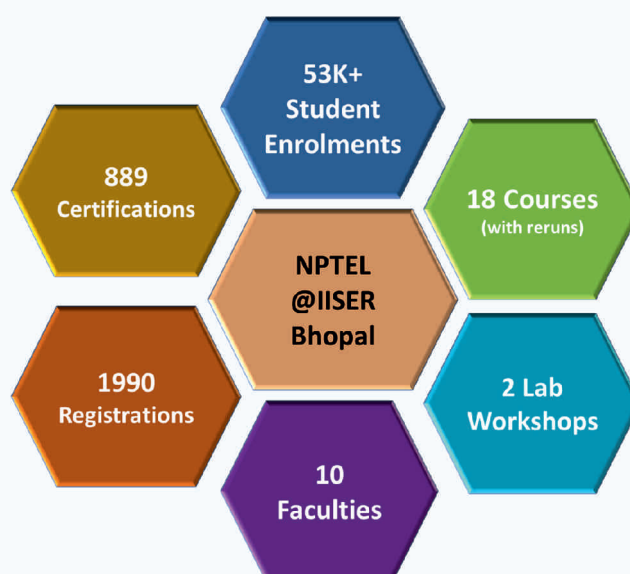 53K+
Student
Enrolments
889
Certifications
18 Courses
(with reruns)
NPTEL
@IISER
Bhopal
1990
Registrations
2 Lab
Workshops
10
Faculties